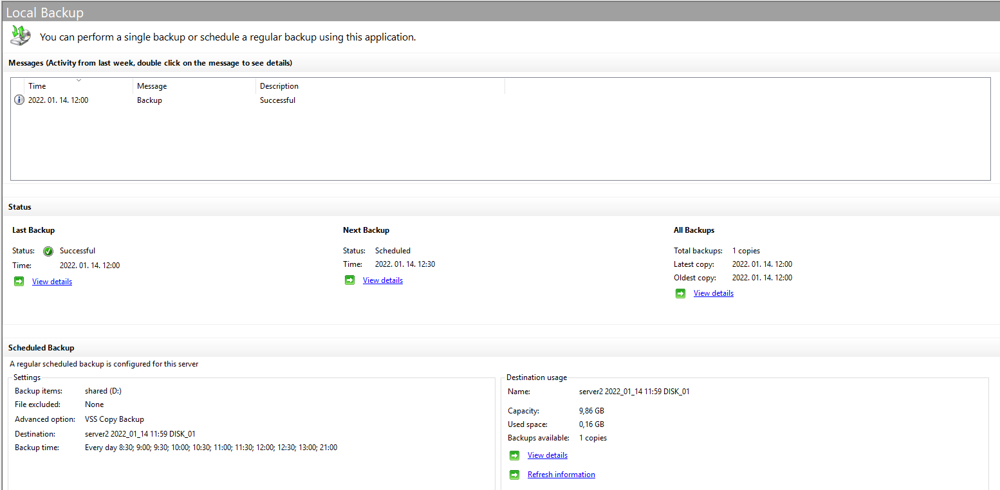 Local Backup
You can perform a single backup or schedule a regular backup using this application.
Messages (Activity from last week, double click on the message to see details)
Time Message Description
2022. 01. 14. 12:00 Backup Successful
Status
Last Backup Next Backup All Backups
Status: Successful Status: Scheduled Total backups: 1 copies
Time: 2022. 01. 14. 12:00 Time: 2022. 01. 14. 12:30 Latest copy: 2022. 01. 14. 12:00
View details View details Oldest copy: 2022. 01. 14. 12:00
View details
Scheduled Backup
A regular scheduled backup is configured for this server
Settings
Backup items: shared (D:)
File excluded: None
Advanced option: VSS Copy Backup
Destination: server2 2022_01_14 11:59 DISK_01
Backup time: Every day 8:30; 9:00; 9:30; 10:00; 10:30; 11:00; 11:30; 12:00; 12:30; 13:00; 21:00
Destination usage
Name: server2 2022_01_14 11:59 DISK_01
Capacity: 9,86 GB
Used space: 0,16 GB
Backups available: 1 copies
View details
Refresh information